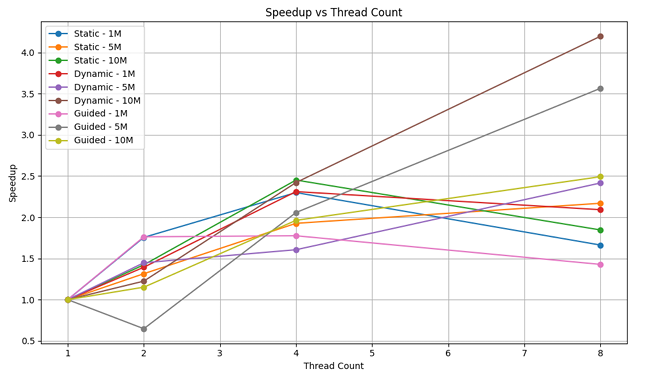 Speedup vs Thread Count
Static - 1M
Static - 5M
Static - 10M
Dynamic - 1M
Dynamic - 5M
Dynamic - 10M
Guided - 1M
Guided - 5M
Guided - 10M
4.0
3.5
3.0
2.5
2.0
1.5
1.0
0.5
Speedup
1 2 3 4 5 6 7 8
Thread Count